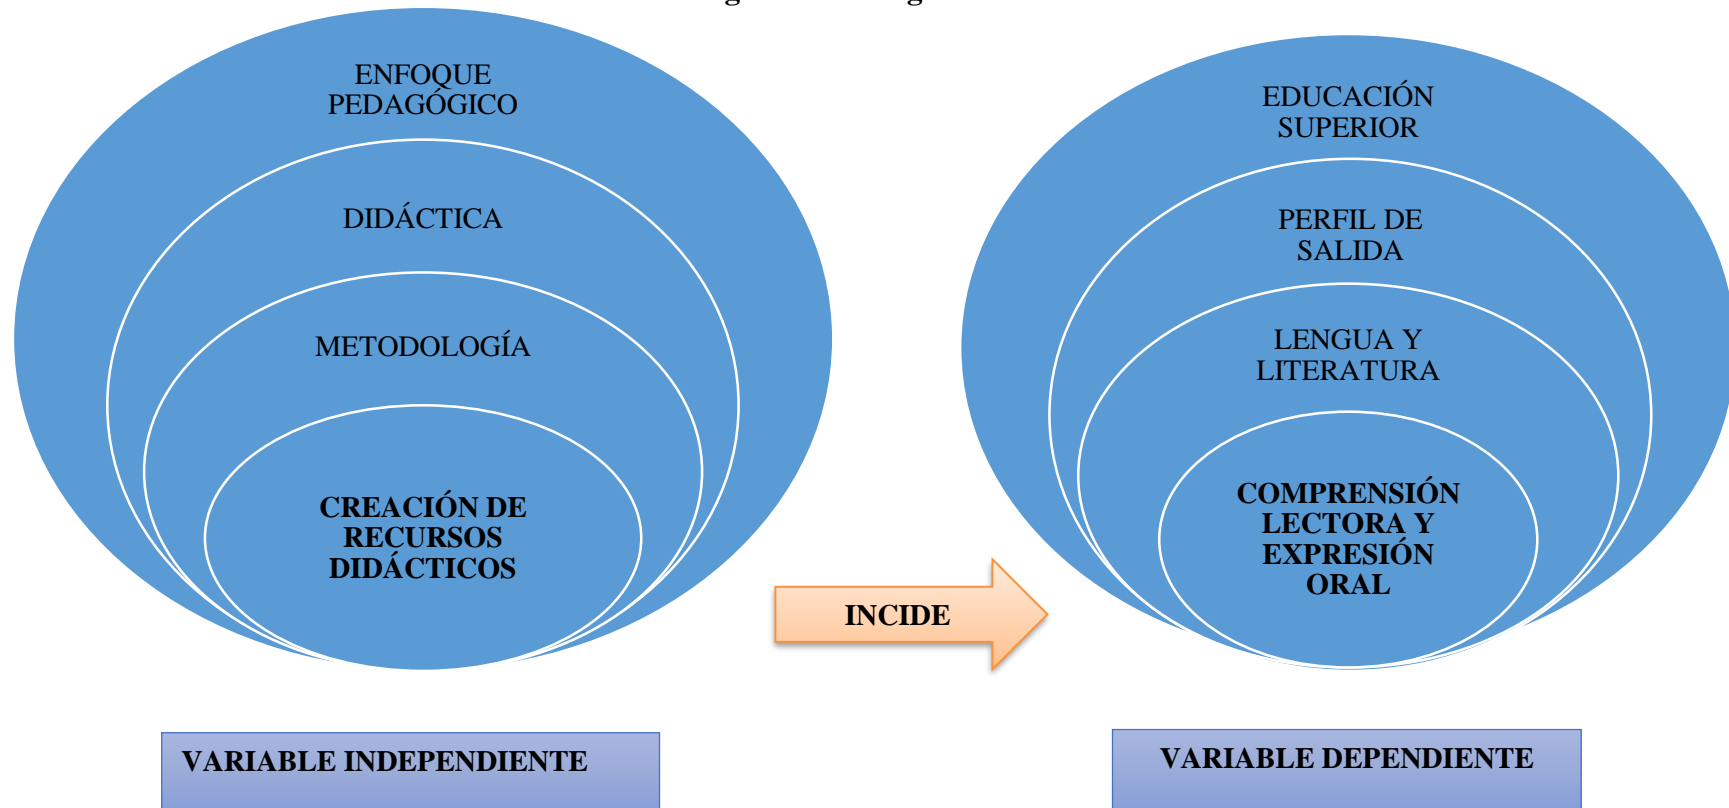 ENFOQUE
PEDAGÓGICO
DIDÁCTICA
METODOLOGÍA
CREACIÓN DE
RECURSOS
DIDÁCTICOS
INCIDE
EDUCACIÓN
SUPERIOR
PERFIL DE
SALIDA
LENGUA Y
LITERATURA
COMPRENSIÓN
LECTORA Y
EXPRESIÓN
ORAL
VARIABLE INDEPENDIENTE
VARIABLE DEPENDIENTE